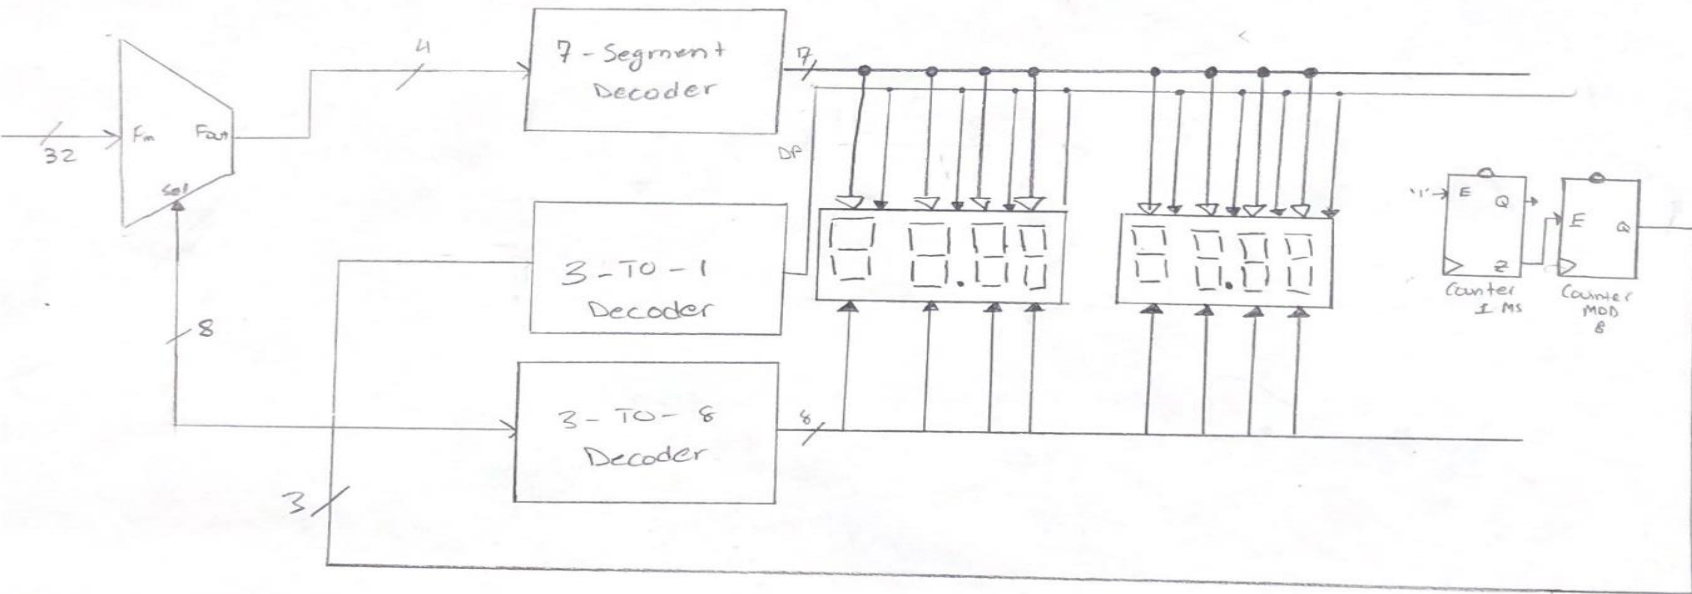 4
7-Segment
Decoder
7
Fin
Fout
Sel
32
DP
3-TO-1
Decoder
8
3-TO-8
Decoder
8
3
'1'
E
Q
Z
Counter
1 MS
E
Q
Counter
MOD
8